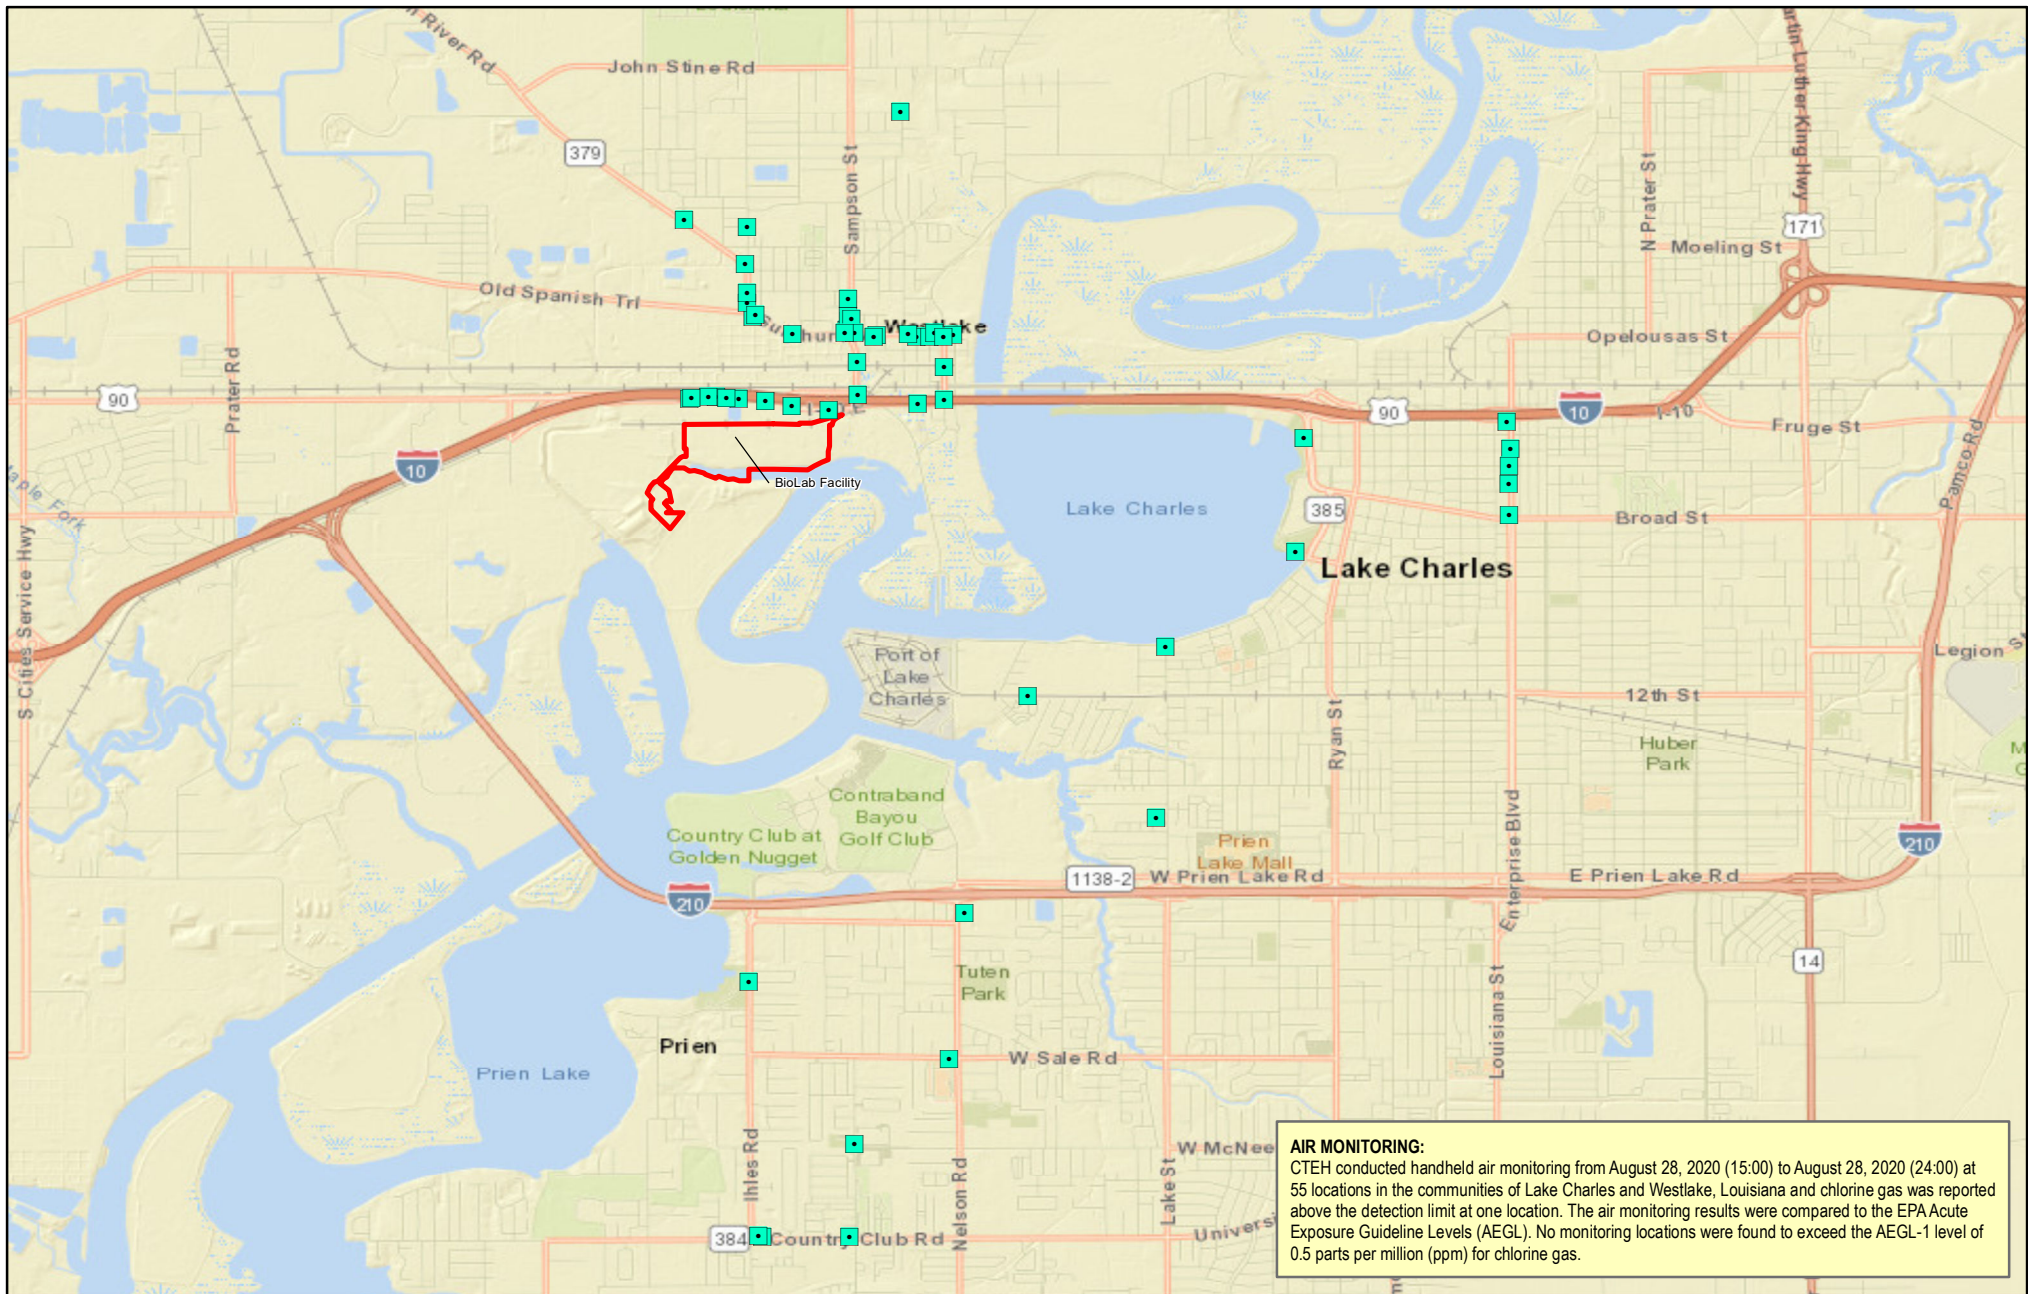 John Stine Rd
River Rd
379
Sampson St
N Prater St
Moeling St
171
Old Spanish Trl
Westlake
Opelousas St
Prater Rd
90
90
10
I-10
Fruge St
10
BioLab Facility
Lake Charles
385
Broad St
Pamco Rd
Lake Charles
S Cities Service Hwy
Port of
Lake
Charles
Legion
12th St
Ryan St
Huber
Park
Contraband
Bayou
Golf Club
Country Club at
Golden Nugget
Prien
Lake Mall
Enterprise Blvd
210
1138-2
W Prien Lake Rd
E Prien Lake Rd
210
14
Tuten
Park
Louisiana St
Prien
W Sale Rd
Prien Lake
Ihles Rd
Nelson Rd
Lake St
W McNee
384
Country Club Rd
Universi
AIR MONITORING:
CTEH conducted handheld air monitoring from August 28, 2020 (15:00) to August 28, 2020 (24:00) at
55 locations in the communities of Lake Charles and Westlake, Louisiana and chlorine gas was reported
above the detection limit at one location. The air monitoring results were compared to the EPA Acute
Exposure Guideline Levels (AEGL). No monitoring locations were found to exceed the AEGL-1 level of
0.5 parts per million (ppm) for chlorine gas.